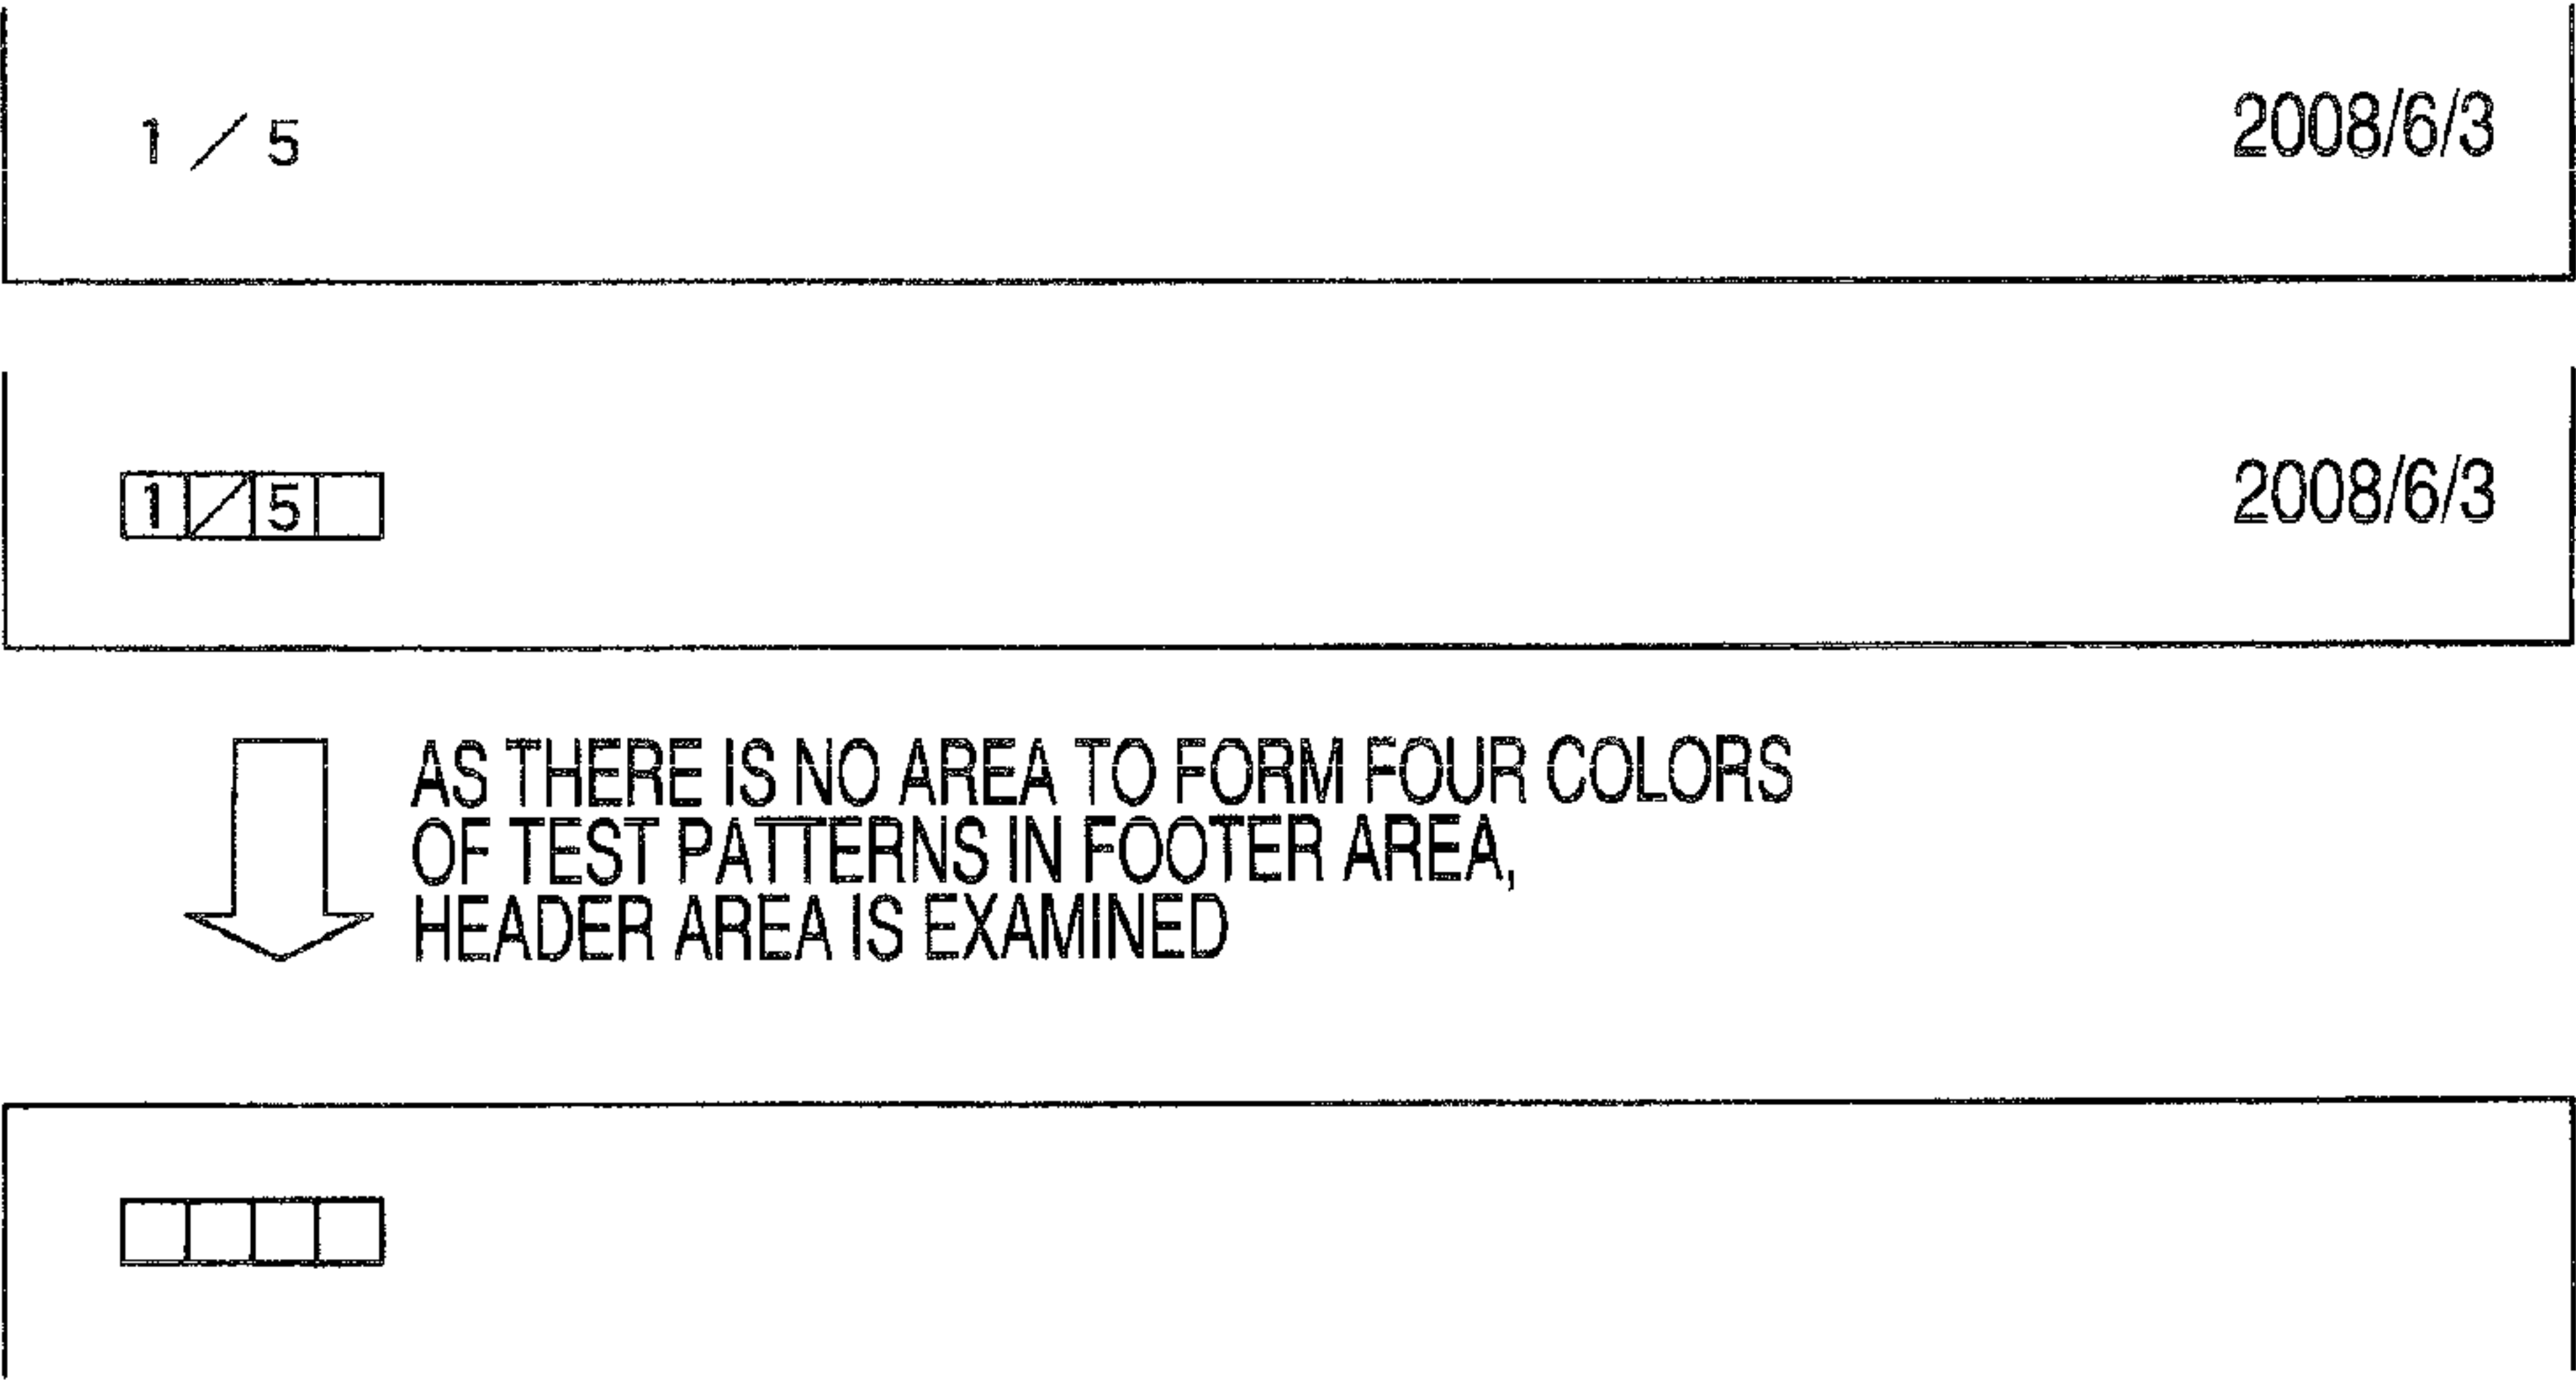 1 / 5 2008/6/3
1/5 2008/6/3
AS THERE IS NO AREA TO FORM FOUR COLORS
OF TEST PATTERNS IN FOOTER AREA,
HEADER AREA IS EXAMINED